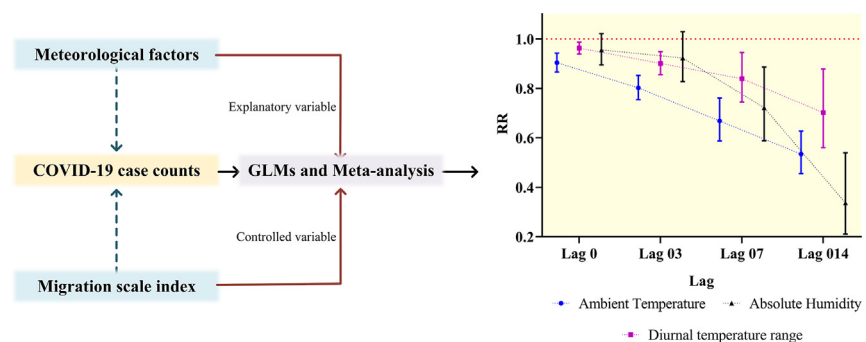 Meteorological factors
Explanatory variable
COVID-19 case counts
GLMs and Meta-analysis
Controlled variable
Migration scale index
1.0
0.8
0.6
0.4
0.2
RR
Lag 0 Lag 03 Lag 07 Lag 014
Lag
Ambient Temperature Absolute Humidity
Diurnal temperature range